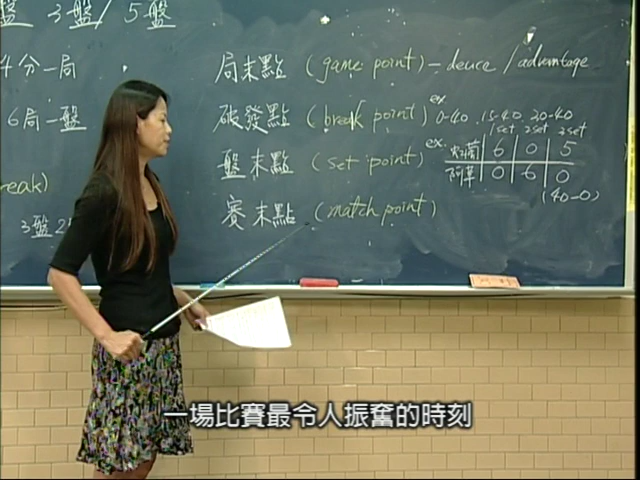 3盤/5盤
4分一局
6局一盤
break)
3盤2
局末點 (game point) — deuce / advantage
破發點 (break point) ex 0-40 .15-40 .30-40
盤末點 (set point) ex.
賽末點 (match point)
1set 2set 3set
6 0 5
0 6 0
(40-0)
一場比賽最令人振奮的時刻